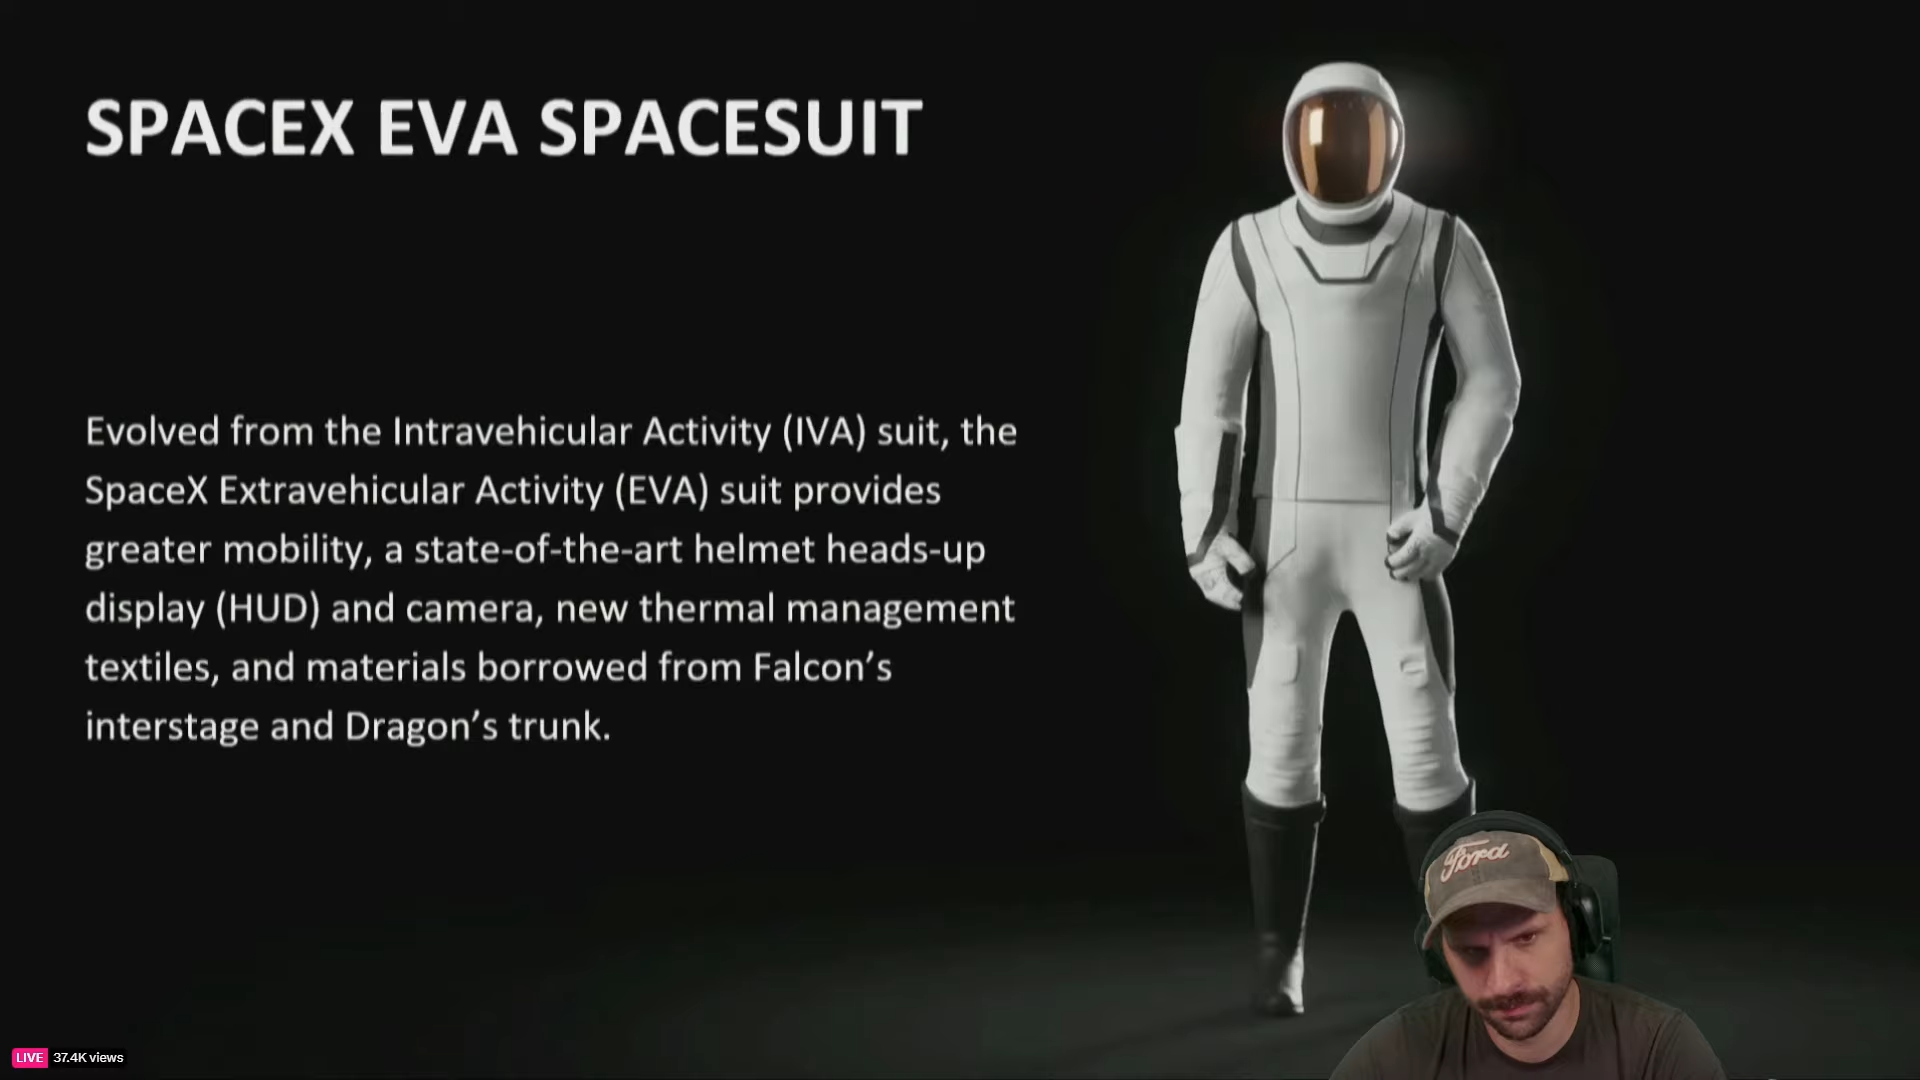 SPACEX EVA SPACESUIT
Evolved from the Intravehicular Activity (IVA) suit, the
SpaceX Extravehicular Activity (EVA) suit provides
greater mobility, a state-of-the-art helmet heads-up
display (HUD) and camera, new thermal management
textiles, and materials borrowed from Falcon’s
interstage and Dragon’s trunk.
Ford
LIVE 37.4K views